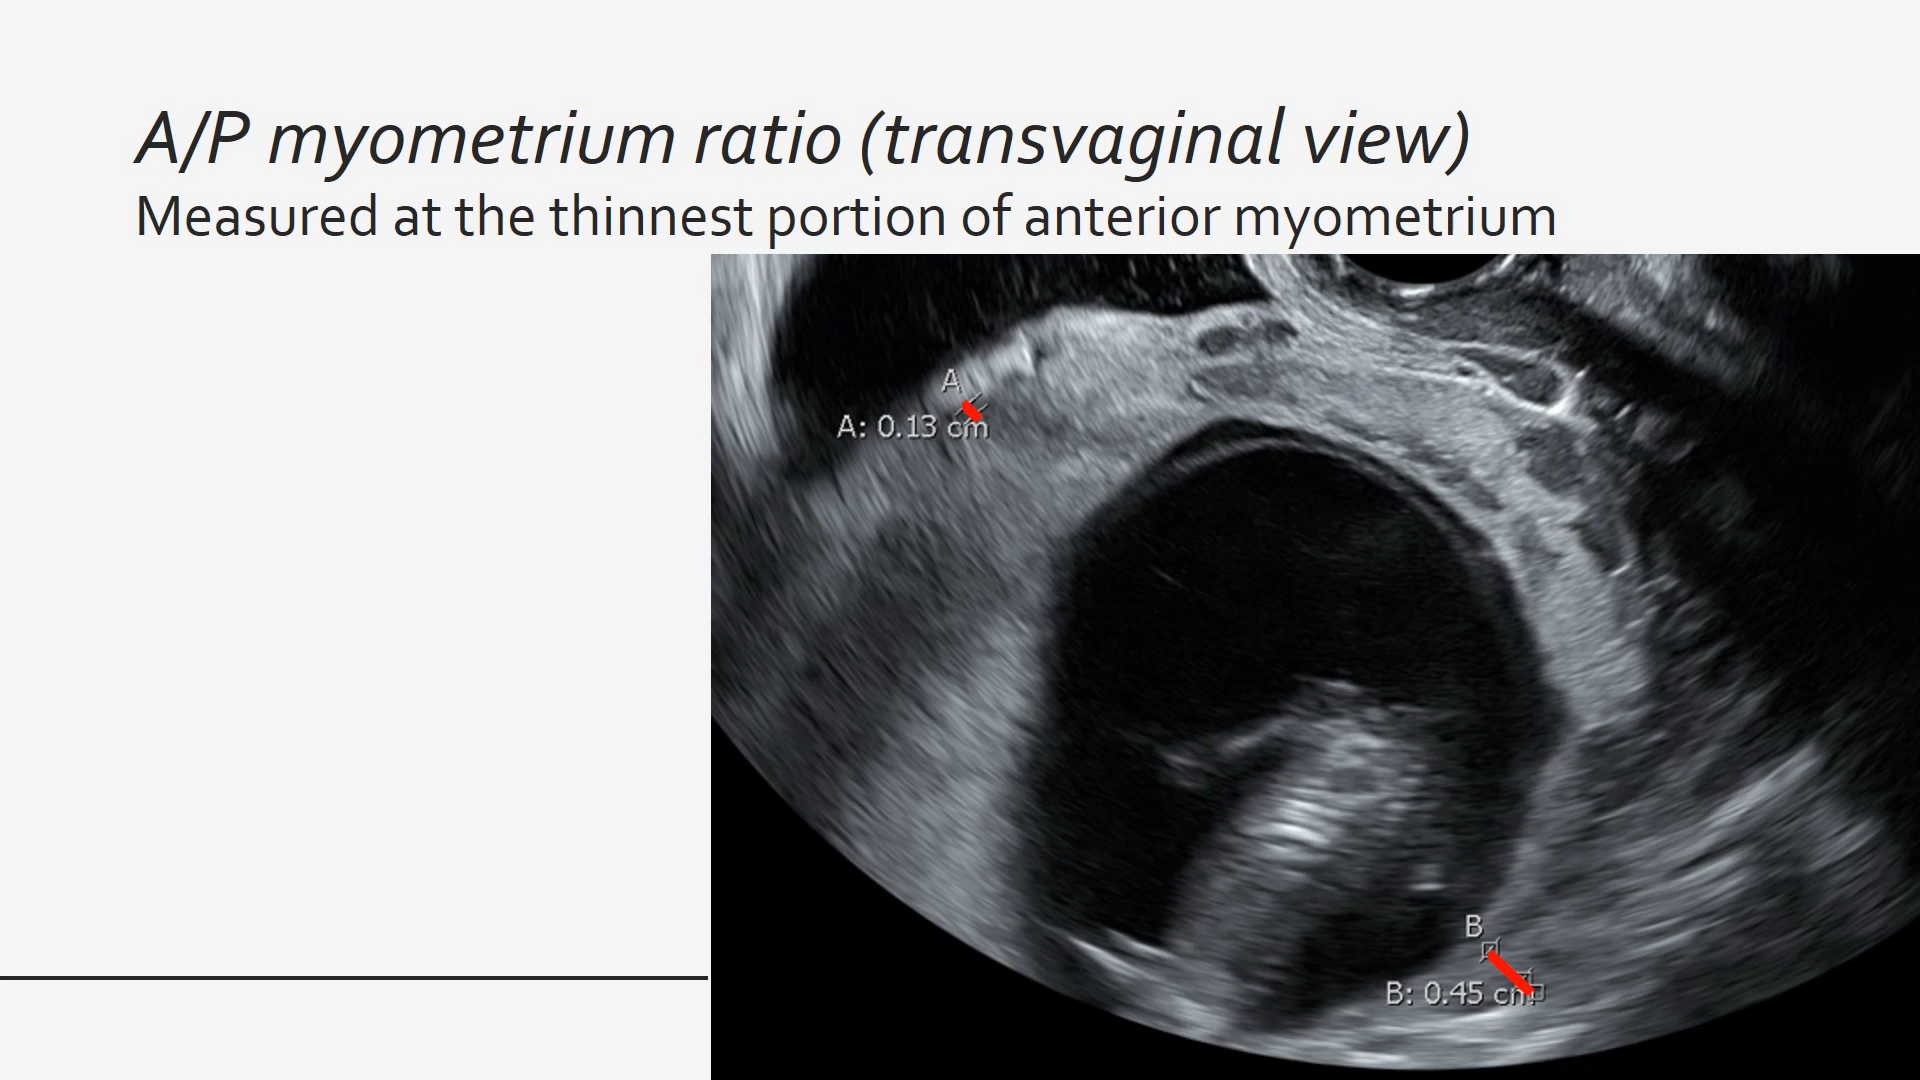 A/P myometrium ratio (transvaginal view)
Measured at the thinnest portion of anterior myometrium
A
A: 0.13 cm
B
B: 0.45 cm